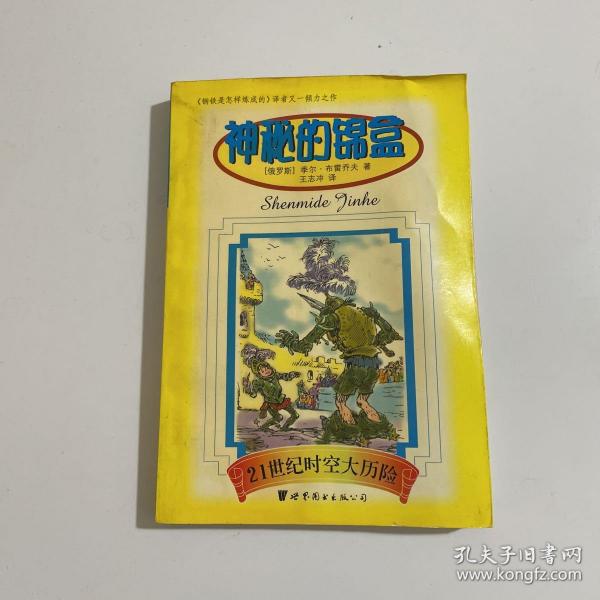 《钢铁是怎样炼成的》译者又一倾力之作
神秘的锦盒
[俄罗斯] 季尔·布雷乔夫 著
王志冲 译
Shenmide Jinhe
21世纪时空大历险
世界图书出版公司
孔夫子旧书网
www.kongfz.com